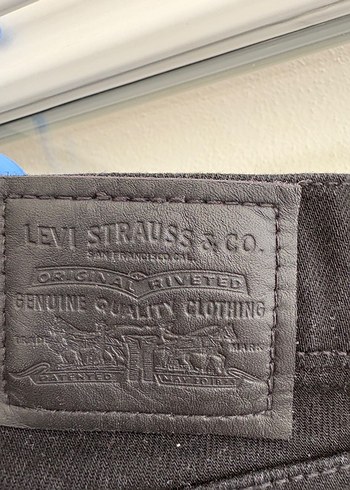 LEVI STRAUSS & CO.
SAN FRANCISCO, CAL.
ORIGINAL RIVETED
GENUINE QUALITY CLOTHING
TRADE MARK
PATENTED MAY 20 1873